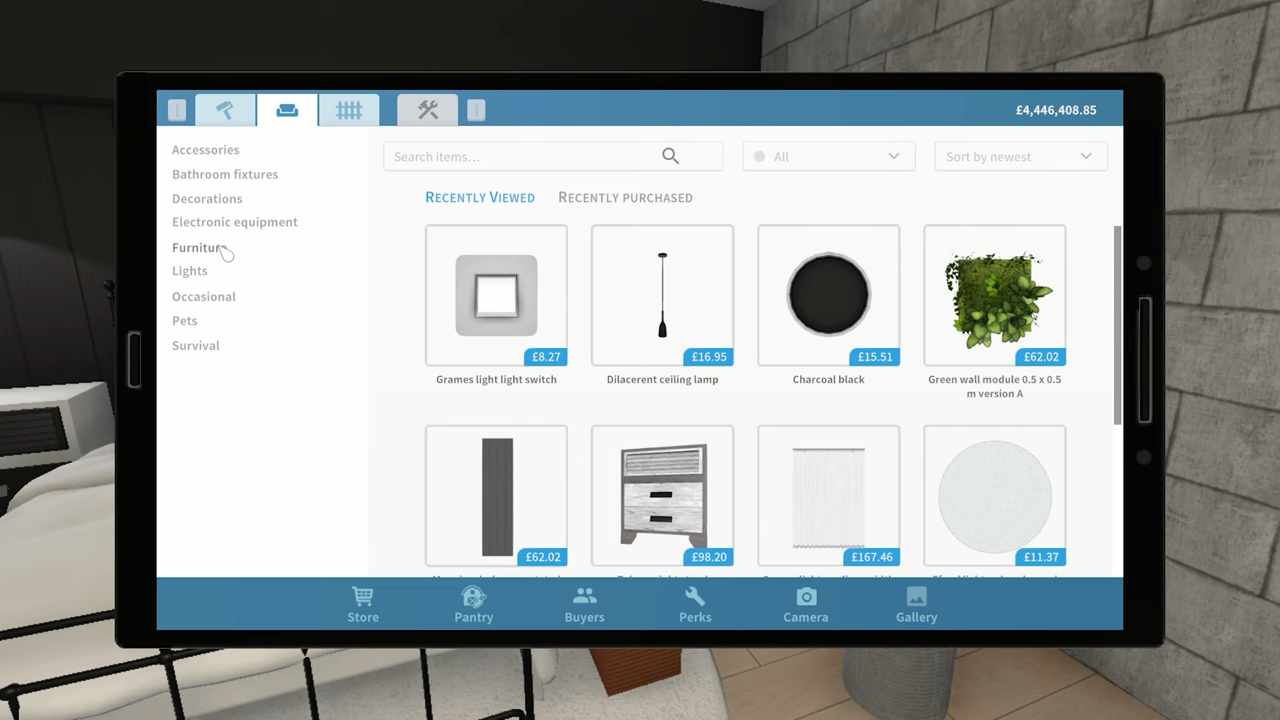 £4,446,408.85
Accessories
Bathroom fixtures
Decorations
Electronic equipment
Furniture
Lights
Occasional
Pets
Survival
Search items...
All
Sort by newest
RECENTLY VIEWED
RECENTLY PURCHASED
£8.27
£16.95
£15.51
£62.02
Grames light light switch
Dilacerent ceiling lamp
Charcoal black
Green wall module 0.5 x 0.5
m version A
£62.02
£98.20
£167.46
£11.37
Store
Pantry
Buyers
Perks
Camera
Gallery